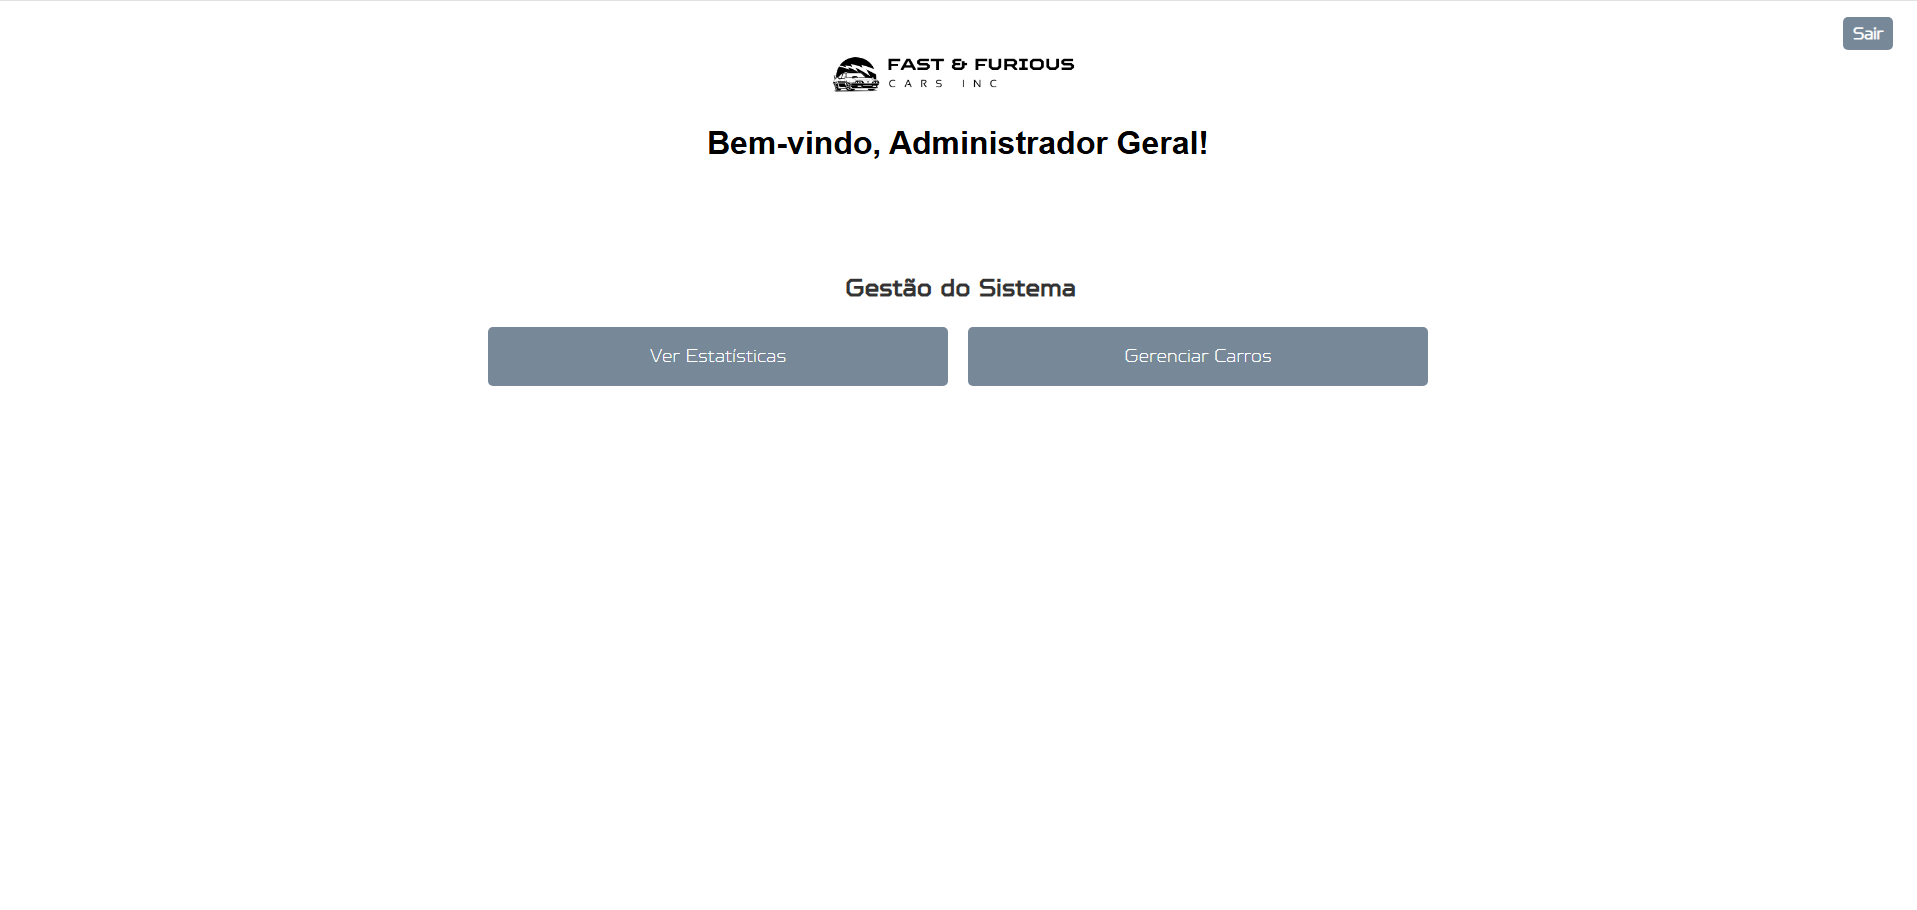 Sair
FAST & FURIOUS
CARS INC
Bem-vindo, Administrador Geral!
Gestão do Sistema
Ver Estatísticas
Gerenciar Carros